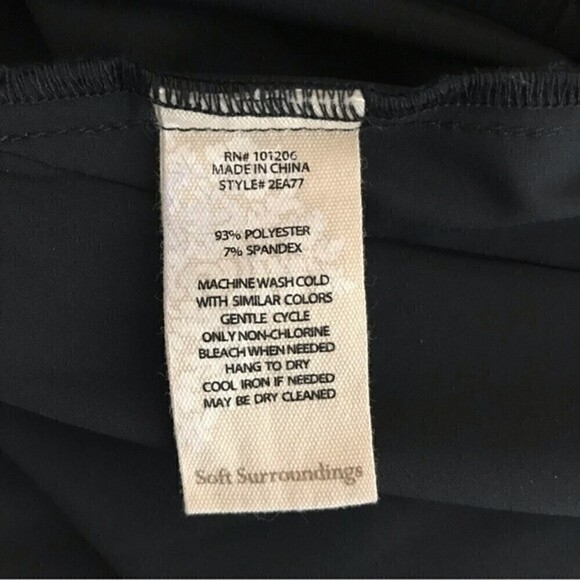 RN# 101206
MADE IN CHINA
STYLE# 2EA77
93% POLYESTER
7% SPANDEX
MACHINE WASH COLD
WITH SIMILAR COLORS
GENTLE CYCLE
ONLY NON-CHLORINE
BLEACH WHEN NEEDED
HANG TO DRY
COOL IRON IF NEEDED
MAY BE DRY CLEANED
Soft Surroundings